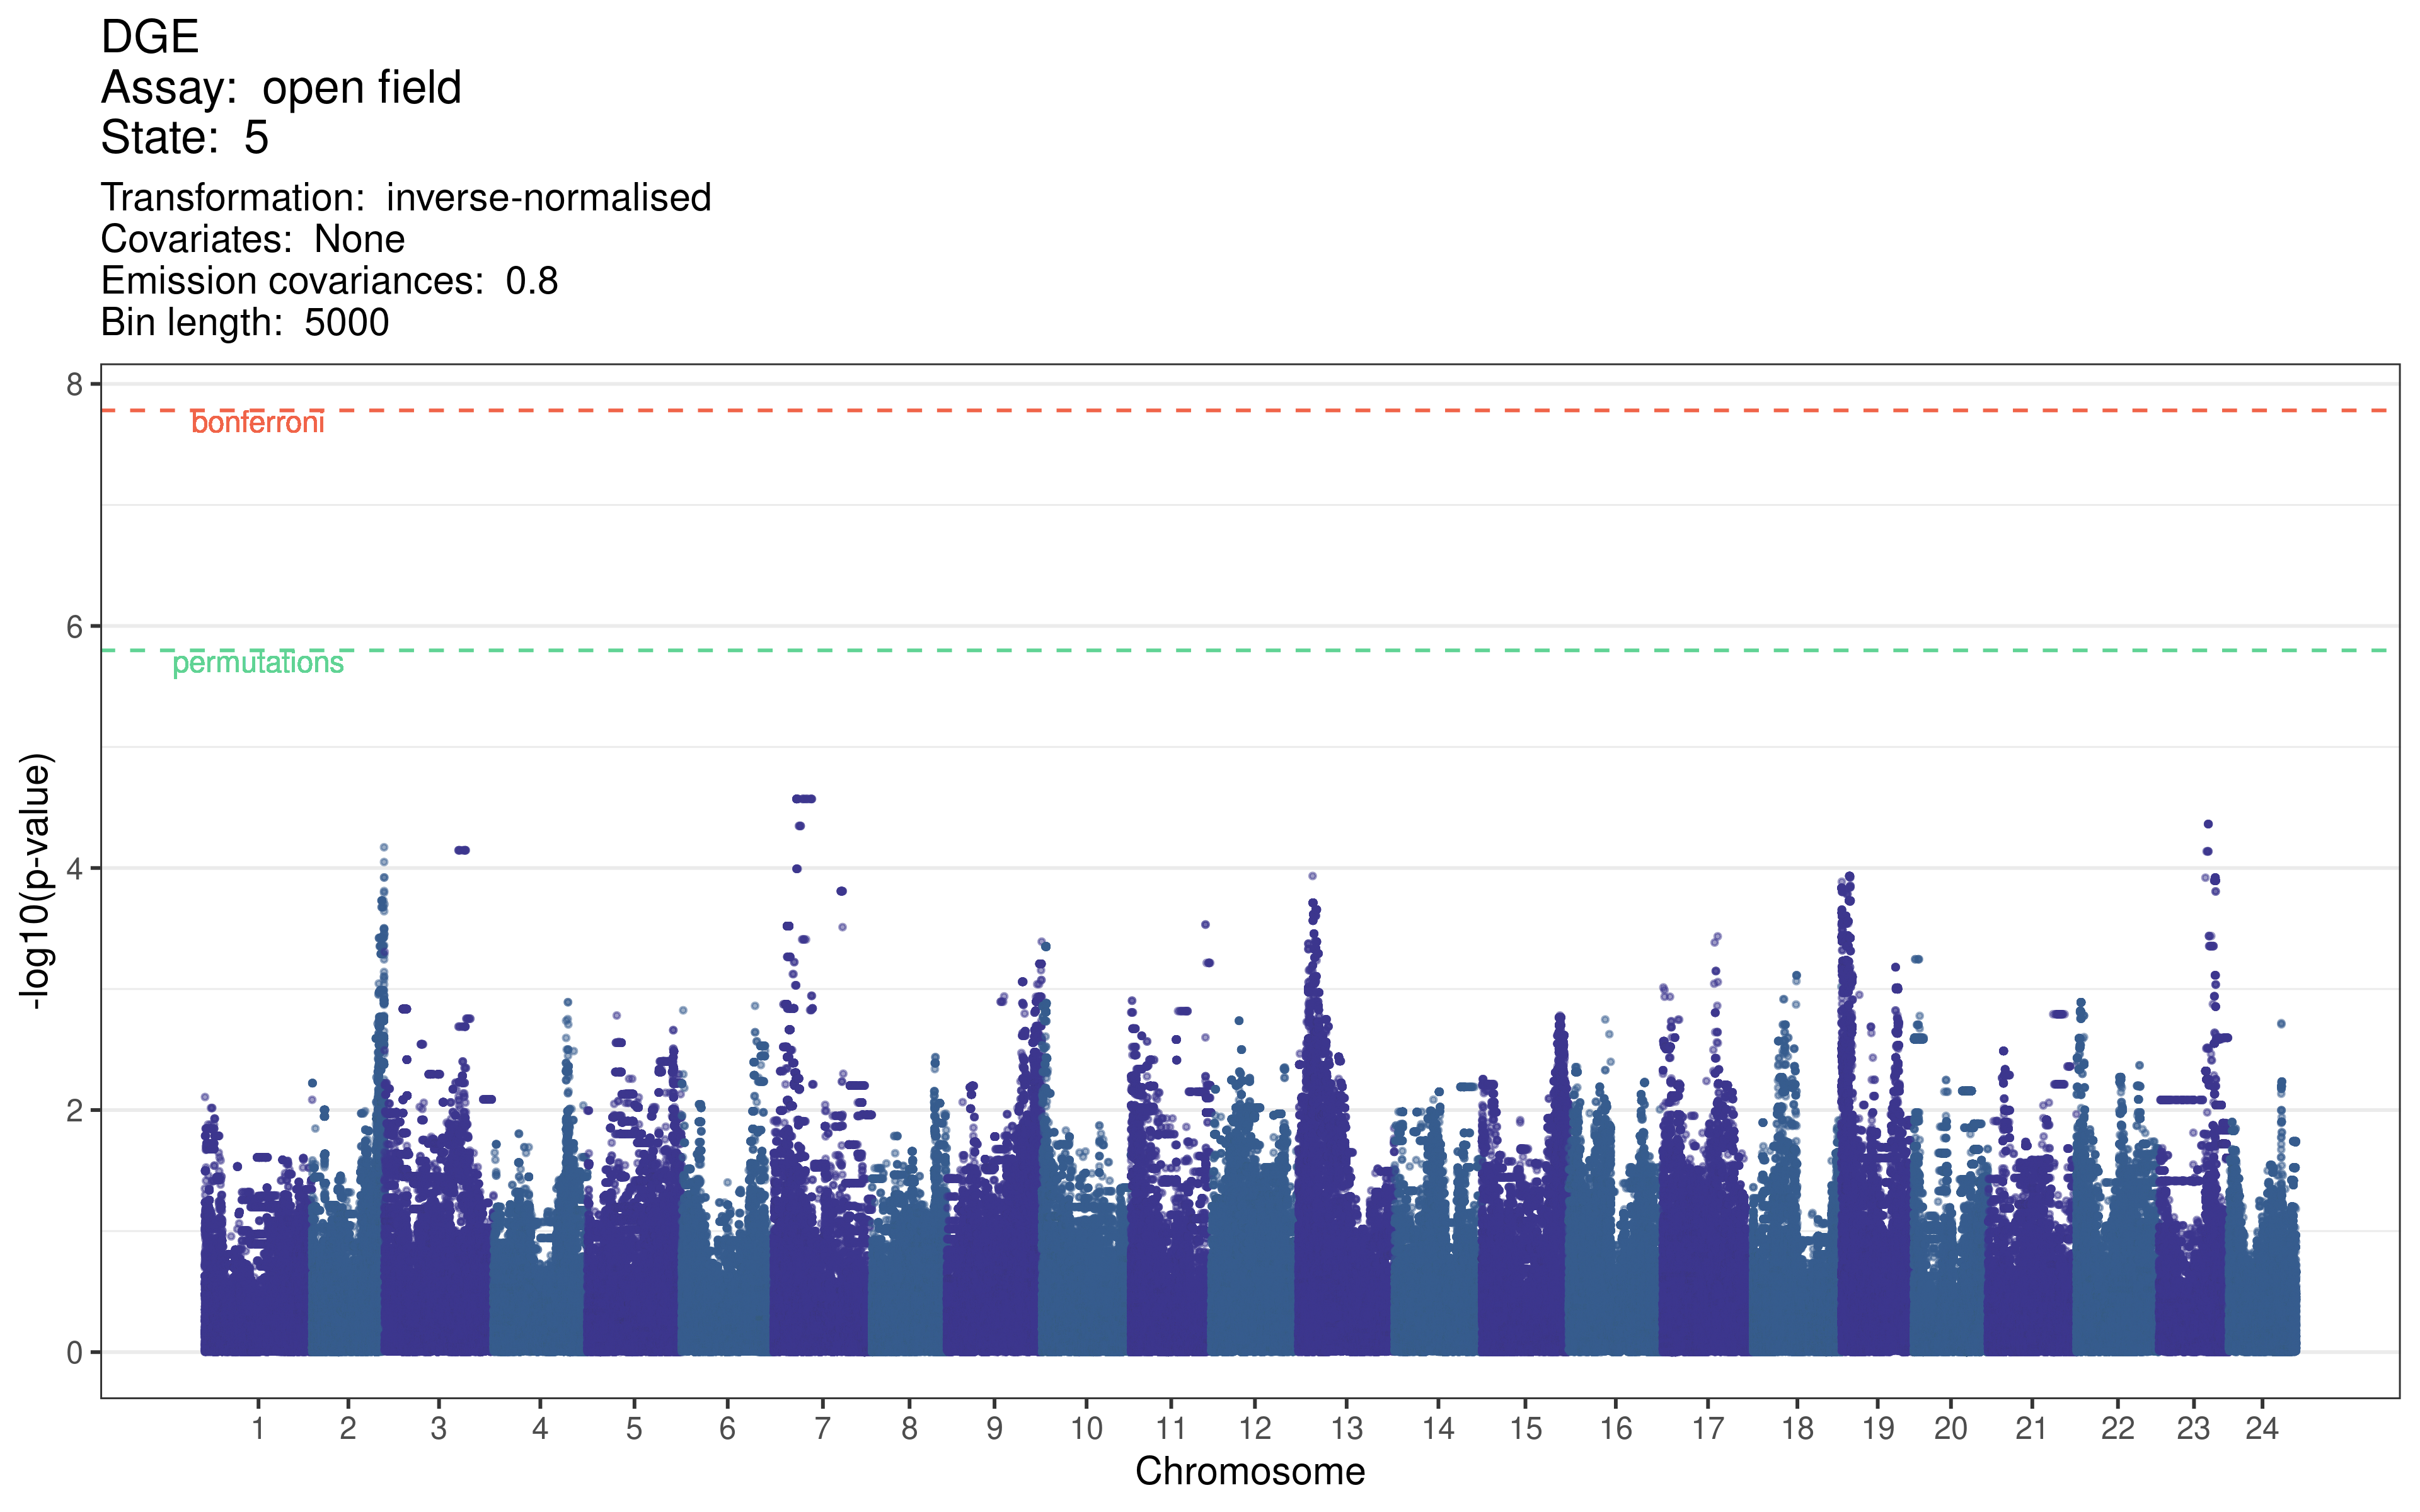 DGE
Assay:  open field
State:  5
Transformation:  inverse-normalised
Covariates:  None
Emission covariances:  0.8
Bin length:  5000
8
bonferroni
6
permutations
4
2
0
-log10(p-value)
1 2 3 4 5 6 7 8 9 10 11 12 13 14 15 16 17 18 19 20 21 22 23 24
Chromosome